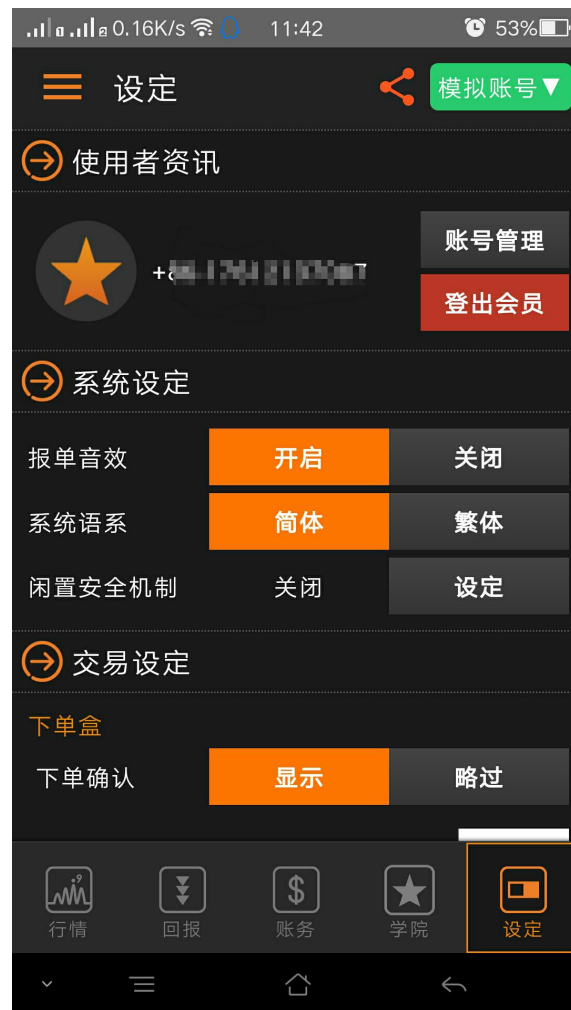 0.16K/s 11:42 53%
设定 模拟账号▼
使用者资讯
账号管理
登出会员
系统设定
报单音效 开启 关闭
系统语系 简体 繁体
闲置安全机制 关闭 设定
交易设定
下单盒
下单确认 显示 略过
行情 回报 账务 学院 设定